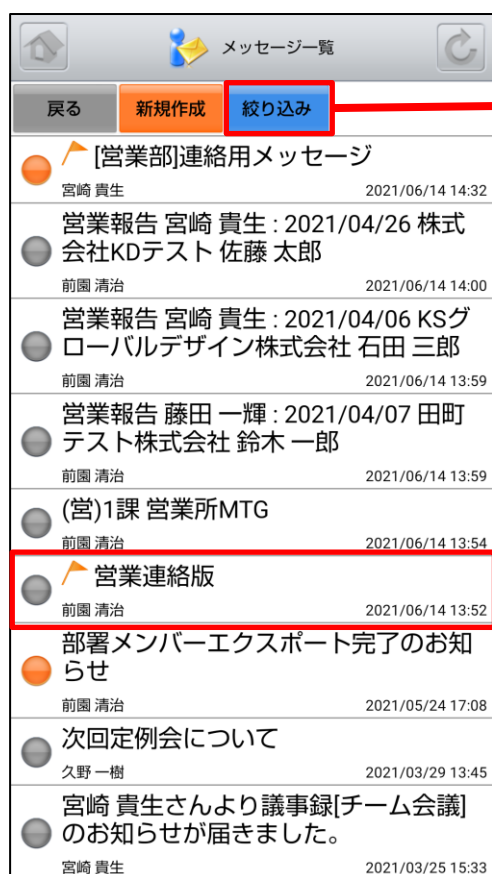 メッセージ一覧
戻る 新規作成 絞り込み
[営業部]連絡用メッセージ
宮崎 貴生 2021/06/14 14:32
営業報告 宮崎 貴生 : 2021/04/26 株式
会社KDテスト 佐藤 太郎
前園 清治 2021/06/14 14:00
営業報告 宮崎 貴生 : 2021/04/06 KSグ
ローバルデザイン株式会社 石田 三郎
前園 清治 2021/06/14 13:59
営業報告 藤田 一輝 : 2021/04/07 田町
テスト株式会社 鈴木 一郎
前園 清治 2021/06/14 13:59
(営)1課 営業所MTG
前園 清治 2021/06/14 13:54
営業連絡版
前園 清治 2021/06/14 13:52
部署メンバーエクスポート完了のお知
らせ
前園 清治 2021/05/24 17:08
次回定例会について
久野 一樹 2021/03/29 13:45
宮崎 貴生さんより議事録[チーム会議]
のお知らせが届きました。
宮崎 貴生 2021/03/25 15:33